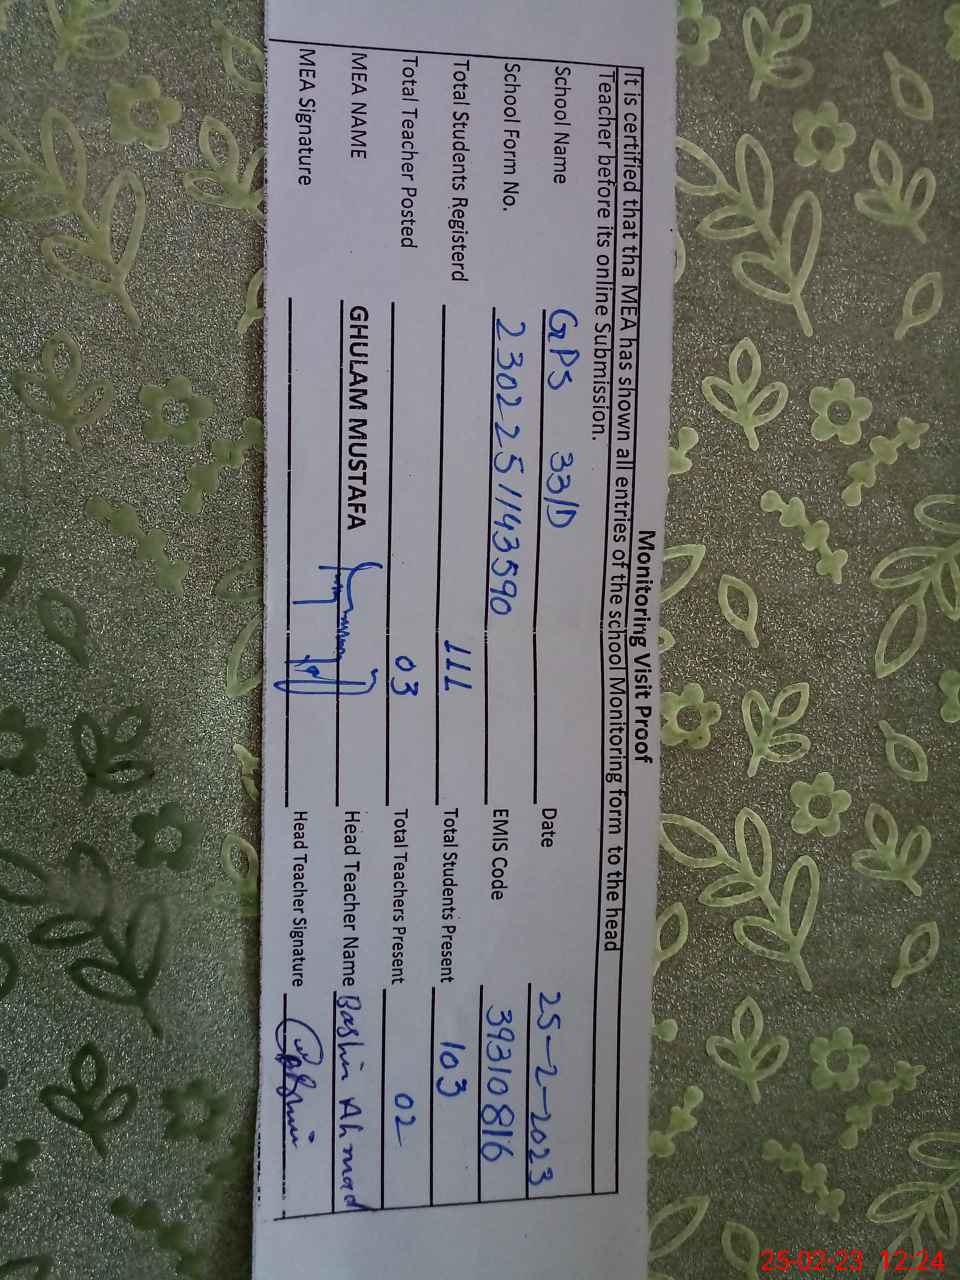 Monitoring Visit Proof
It is certified that tha MEA has shown all entries of the school Monitoring form to the head
Teacher before its online Submission.
School Name GPS 33/D Date 25-2-2023
School Form No. 2302251143590 EMIS Code 39310816
Total Students Registerd 111 Total Students Present 103
Total Teacher Posted 03 Total Teachers Present 02
MEA NAME GHULAM MUSTAFA Head Teacher Name Bashir Ahmad
MEA Signature Head Teacher Signature
25-02-23 12:24